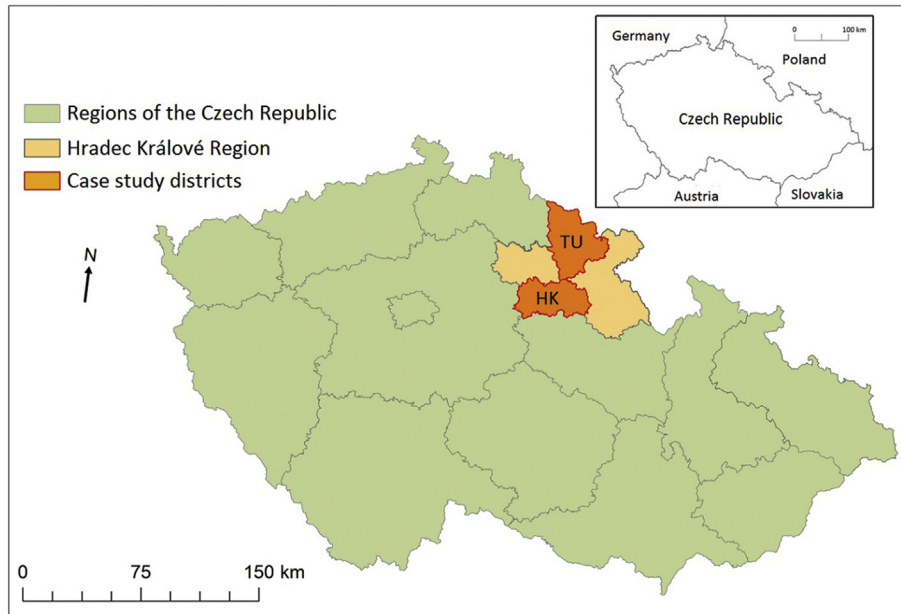 Germany
0 100 km
Poland
Czech Republic
Austria
Slovakia
Regions of the Czech Republic
Hradec Králové Region
Case study districts
N
TU
HK
0 75 150 km